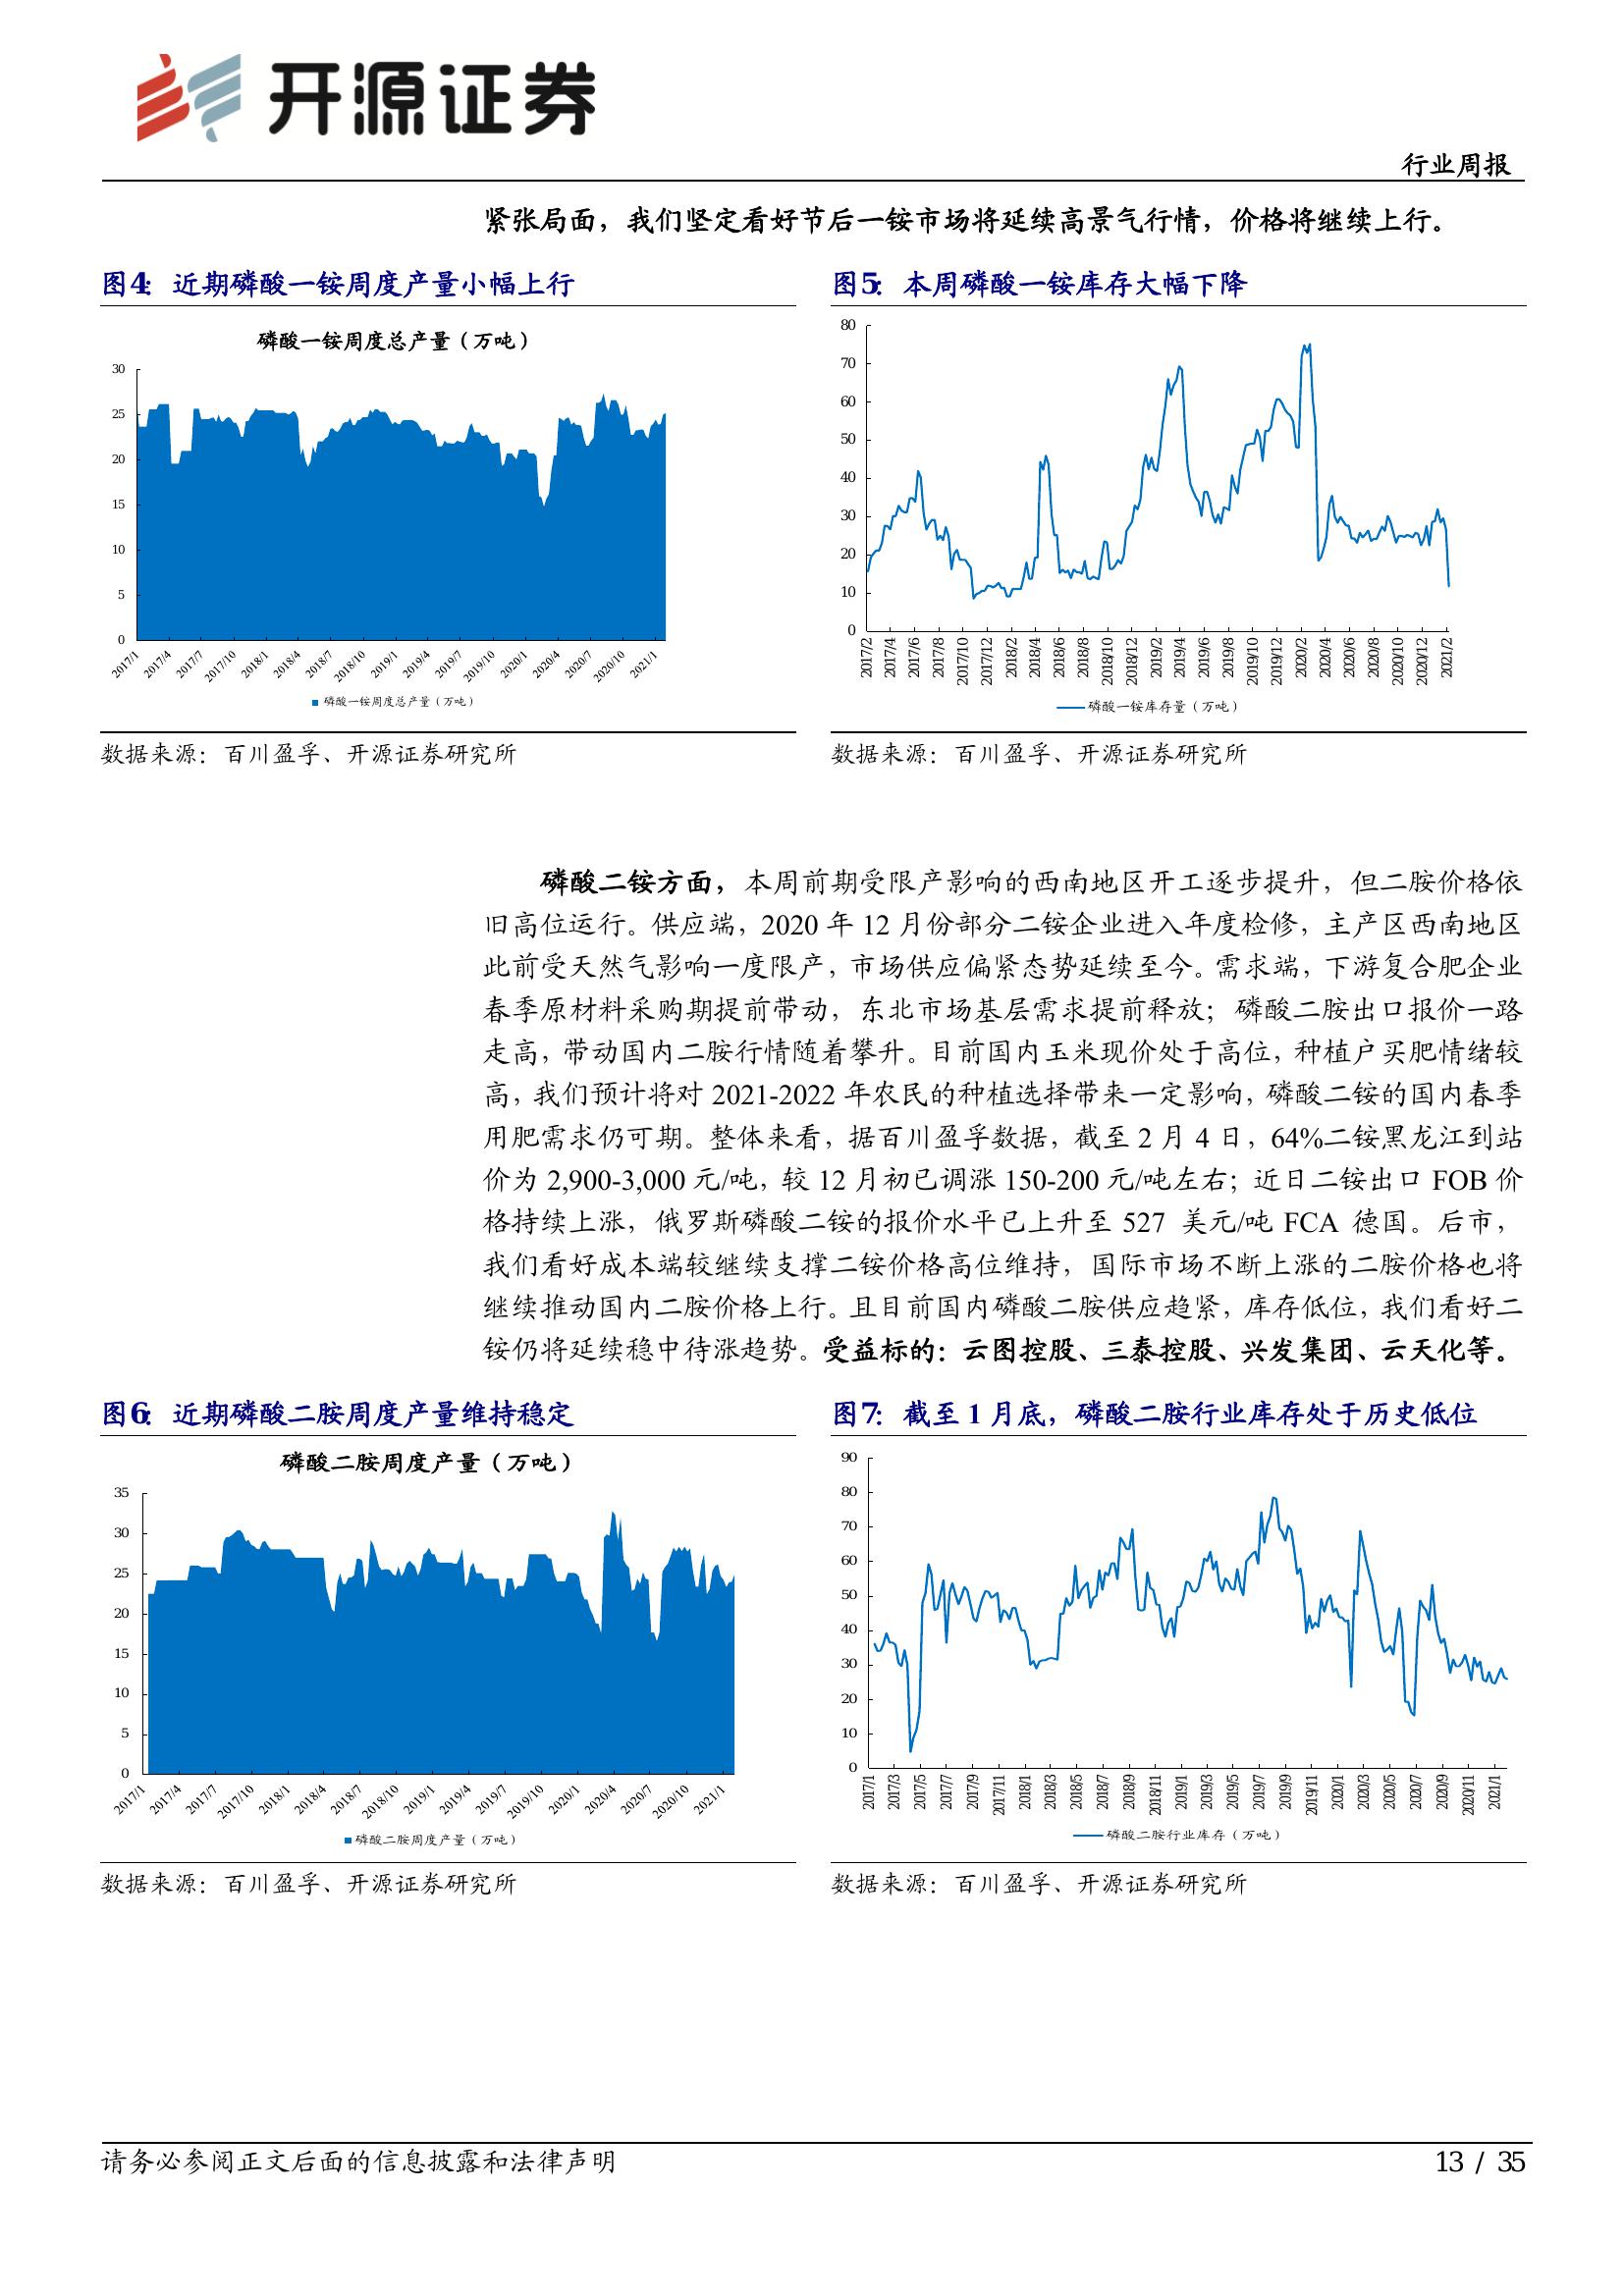 开源证券
行业周报
紧张局面，我们坚定看好节后一铵市场将延续高景气行情，价格将继续上行。
图4： 近期磷酸一铵周度产量小幅上行
图5： 本周磷酸一铵库存大幅下降
磷酸一铵周度总产量（万吨）
30
25
20
15
10
5
0
2017/1 2017/4 2017/7 2017/10 2018/1 2018/4 2018/7 2018/10 2019/1 2019/4 2019/7 2019/10 2020/1 2020/4 2020/7 2020/10 2021/1
磷酸一铵周度总产量（万吨）
80
70
60
50
40
30
20
10
0
2017/2 2017/4 2017/6 2017/8 2017/10 2017/12 2018/2 2018/4 2018/6 2018/8 2018/10 2018/12 2019/2 2019/4 2019/6 2019/8 2019/10 2019/12 2020/2 2020/4 2020/6 2020/8 2020/10 2020/12 2021/2
磷酸一铵库存量（万吨）
数据来源：百川盈孚、开源证券研究所
数据来源：百川盈孚、开源证券研究所
磷酸二铵方面，本周前期受限产影响的西南地区开工逐步提升，但二胺价格依
旧高位运行。供应端，2020 年 12 月份部分二铵企业进入年度检修，主产区西南地区
此前受天然气影响一度限产，市场供应偏紧态势延续至今。需求端，下游复合肥企业
春季原材料采购期提前带动，东北市场基层需求提前释放；磷酸二胺出口报价一路
走高，带动国内二胺行情随着攀升。目前国内玉米现价处于高位，种植户买肥情绪较
高，我们预计将对 2021-2022 年农民的种植选择带来一定影响，磷酸二铵的国内春季
用肥需求仍可期。整体来看，据百川盈孚数据，截至 2 月 4 日，64%二铵黑龙江到站
价为 2,900-3,000 元/吨，较 12 月初已调涨 150-200 元/吨左右；近日二铵出口 FOB 价
格持续上涨，俄罗斯磷酸二铵的报价水平已上升至 527 美元/吨 FCA 德国。后市，
我们看好成本端较继续支撑二铵价格高位维持，国际市场不断上涨的二胺价格也将
继续推动国内二胺价格上行。且目前国内磷酸二胺供应趋紧，库存低位，我们看好二
铵仍将延续稳中待涨趋势。受益标的：云图控股、三泰控股、兴发集团、云天化等。
图6： 近期磷酸二胺周度产量维持稳定
图7： 截至 1 月底，磷酸二胺行业库存处于历史低位
磷酸二胺周度产量（万吨）
35
30
25
20
15
10
5
0
2017/1 2017/4 2017/7 2017/10 2018/1 2018/4 2018/7 2018/10 2019/1 2019/4 2019/7 2019/10 2020/1 2020/4 2020/7 2020/10 2021/1
磷酸二胺周度产量（万吨）
90
80
70
60
50
40
30
20
10
0
2017/1 2017/3 2017/5 2017/7 2017/9 2017/11 2018/1 2018/3 2018/5 2018/7 2018/9 2018/11 2019/1 2019/3 2019/5 2019/7 2019/9 2019/11 2020/1 2020/3 2020/5 2020/7 2020/9 2020/11 2021/1
磷酸二胺行业库存（万吨）
数据来源：百川盈孚、开源证券研究所
数据来源：百川盈孚、开源证券研究所
请务必参阅正文后面的信息披露和法律声明
13 / 35